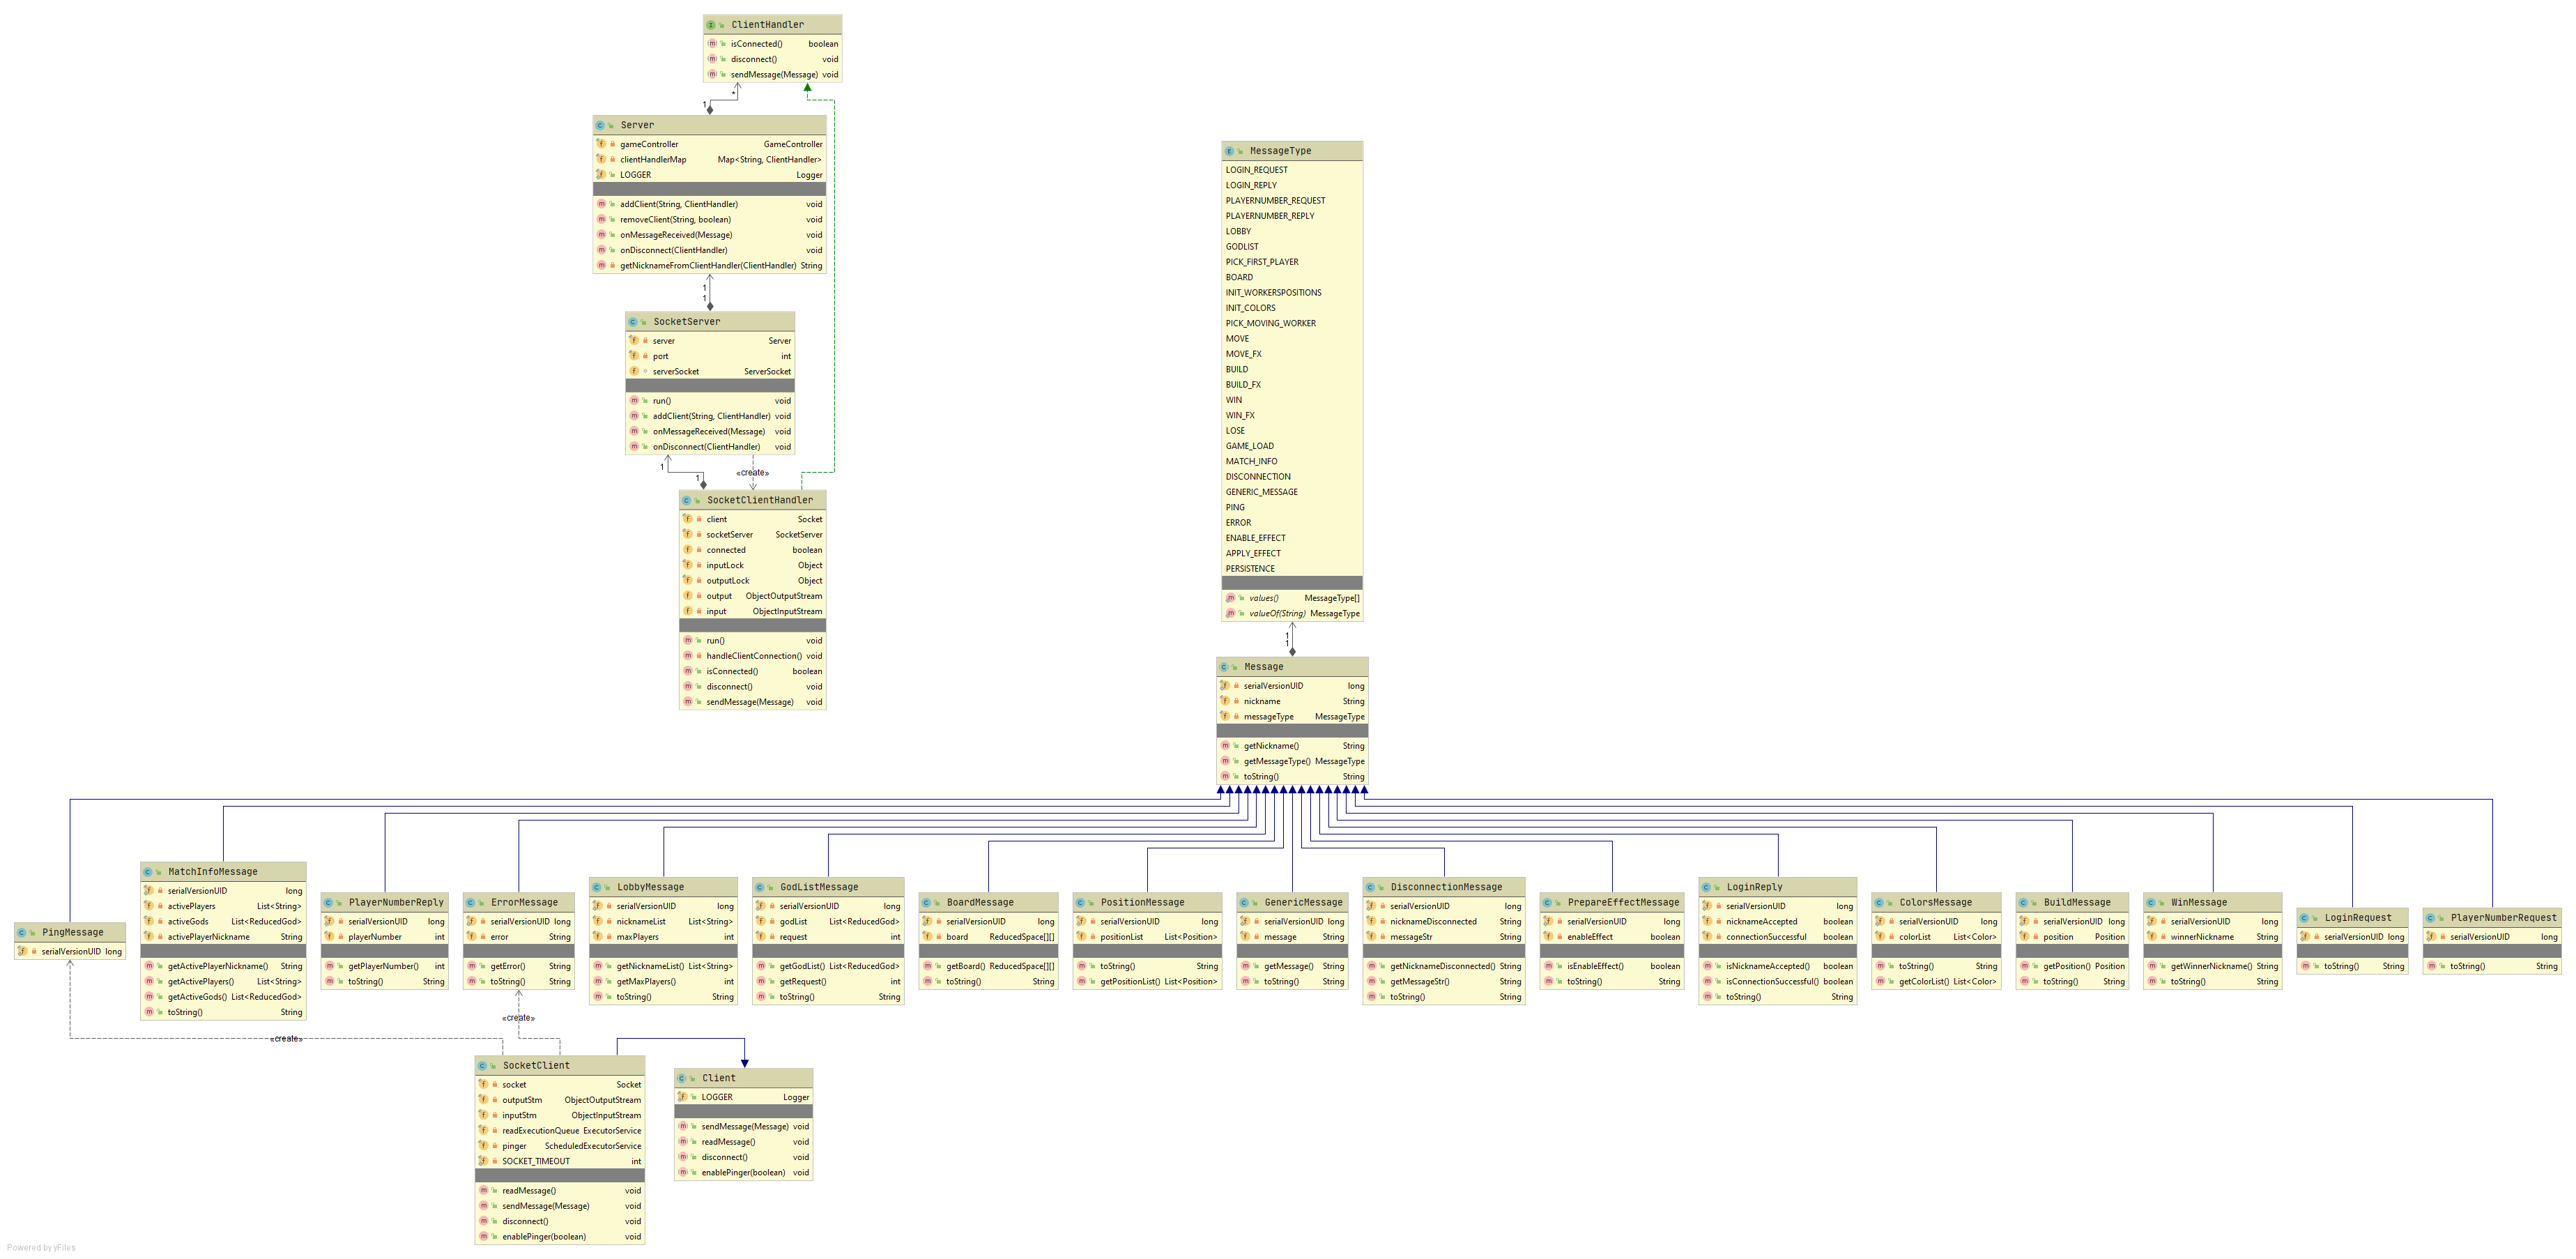 ClientHandler
isConnected() boolean
disconnect() void
sendMessage(Message) void
*
1
Server
gameController GameController
clientHandlerMap Map<String, ClientHandler>
LOGGER Logger
addClient(String, ClientHandler) void
removeClient(String, boolean) void
onMessageReceived(Message) void
onDisconnect(ClientHandler) void
getNicknameFromClientHandler(ClientHandler) String
1
1
SocketServer
server Server
port int
serverSocket ServerSocket
run() void
addClient(String, ClientHandler) void
onMessageReceived(Message) void
onDisconnect(ClientHandler) void
1
«create»
1
SocketClientHandler
client Socket
socketServer SocketServer
connected boolean
inputLock Object
outputLock Object
output ObjectOutputStream
input ObjectInputStream
run() void
handleClientConnection() void
isConnected() boolean
disconnect() void
sendMessage(Message) void
MessageType
LOGIN_REQUEST
LOGIN_REPLY
PLAYERNUMBER_REQUEST
PLAYERNUMBER_REPLY
LOBBY
GODLIST
PICK_FIRST_PLAYER
BOARD
INIT_WORKERSPOSITIONS
INIT_COLORS
PICK_MOVING_WORKER
MOVE
MOVE_FX
BUILD
BUILD_FX
WIN
WIN_FX
LOSE
GAME_LOAD
MATCH_INFO
DISCONNECTION
GENERIC_MESSAGE
PING
ERROR
ENABLE_EFFECT
APPLY_EFFECT
PERSISTENCE
values() MessageType[]
valueOf(String) MessageType
1
1
Message
serialVersionUID long
nickname String
messageType MessageType
getNickname() String
getMessageType() MessageType
toString() String
PingMessage
serialVersionUID long
MatchInfoMessage
serialVersionUID long
activePlayers List<String>
activeGods List<ReducedGod>
activePlayerNickname String
getActivePlayerNickname() String
getActivePlayers() List<String>
getActiveGods() List<ReducedGod>
toString() String
PlayerNumberReply
serialVersionUID long
playerNumber int
getPlayerNumber() int
toString() String
ErrorMessage
serialVersionUID long
error String
getError() String
toString() String
LobbyMessage
serialVersionUID long
nicknameList List<String>
maxPlayers int
getNicknameList() List<String>
getMaxPlayers() int
toString() String
GodListMessage
serialVersionUID long
godList List<ReducedGod>
request int
getGodList() List<ReducedGod>
getRequest() int
toString() String
BoardMessage
serialVersionUID long
board ReducedSpace[][]
getBoard() ReducedSpace[][]
toString() String
PositionMessage
serialVersionUID long
positionList List<Position>
toString() String
getPositionList() List<Position>
GenericMessage
serialVersionUID long
message String
getMessage() String
toString() String
DisconnectionMessage
serialVersionUID long
nicknameDisconnected String
messageStr String
getNicknameDisconnected() String
getMessageStr() String
toString() String
PrepareEffectMessage
serialVersionUID long
enableEffect boolean
isEnableEffect() boolean
toString() String
LoginReply
serialVersionUID long
nicknameAccepted boolean
connectionSuccessful boolean
isNicknameAccepted() boolean
isConnectionSuccessful() boolean
toString() String
ColorsMessage
serialVersionUID long
colorList List<Color>
toString() String
getColorList() List<Color>
BuildMessage
serialVersionUID long
position Position
getPosition() Position
toString() String
WinMessage
serialVersionUID long
winnerNickname String
getWinnerNickname() String
toString() String
LoginRequest
serialVersionUID long
toString() String
PlayerNumberRequest
serialVersionUID long
toString() String
«create»
«create»
SocketClient
socket Socket
outputStm ObjectOutputStream
inputStm ObjectInputStream
readExecutionQueue ExecutorService
pinger ScheduledExecutorService
SOCKET_TIMEOUT int
readMessage() void
sendMessage(Message) void
disconnect() void
enablePinger(boolean) void
Client
LOGGER Logger
sendMessage(Message) void
readMessage() void
disconnect() void
enablePinger(boolean) void
Powered by yFiles